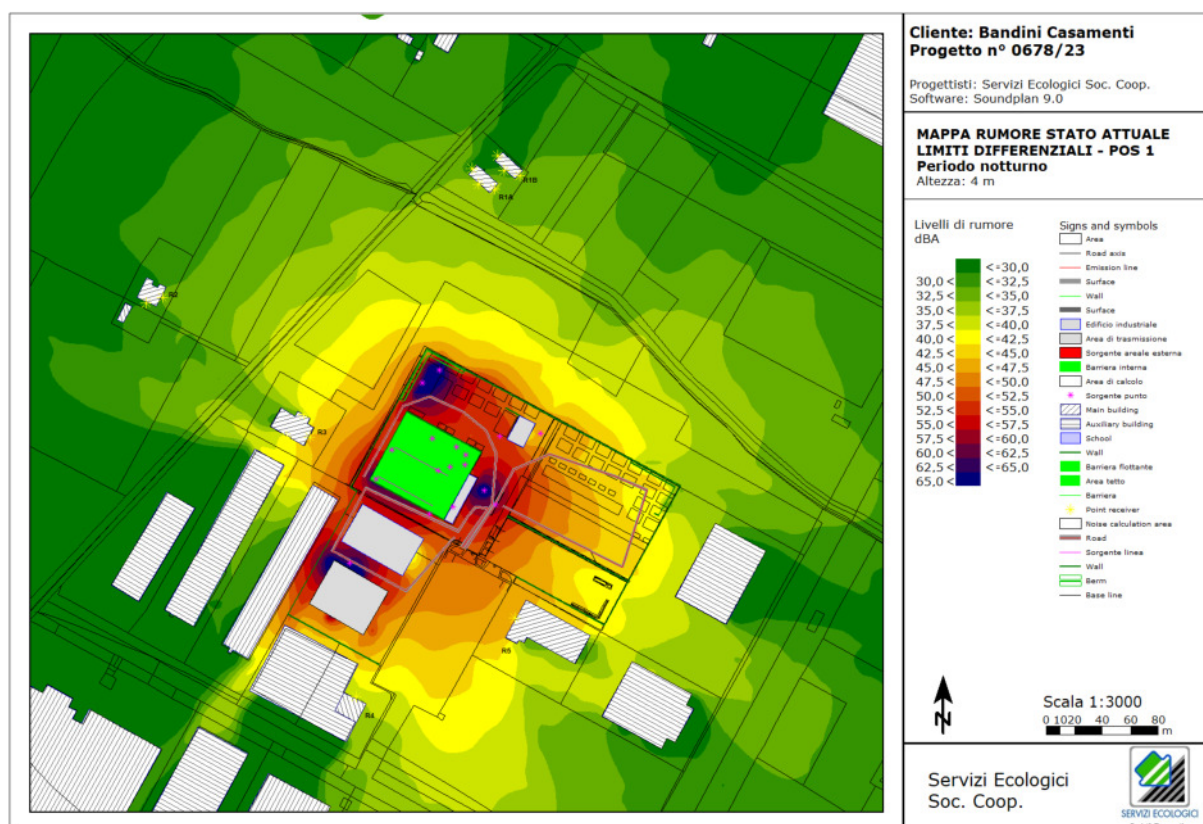 Cliente: Bandini Casamenti
Progetto n° 0678/23
Progettisti: Servizi Ecologici Soc. Coop.
Software: Soundplan 9.0
MAPPA RUMORE STATO ATTUALE
LIMITI DIFFERENZIALI - POS 1
Periodo notturno
Altezza: 4 m
Livelli di rumore
dBA
<=30,0
30,0 < <=32,5
32,5 < <=35,0
35,0 < <=37,5
37,5 < <=40,0
40,0 < <=42,5
42,5 < <=45,0
45,0 < <=47,5
47,5 < <=50,0
50,0 < <=52,5
52,5 < <=55,0
55,0 < <=57,5
57,5 < <=60,0
60,0 < <=62,5
62,5 < <=65,0
65,0 <
Signs and symbols
Area
Road axis
Emission line
Surface
Wall
Surface
Edificio industriale
Area di trasmissione
Sorgente areale esterna
Barriera interna
Area di calcolo
Sorgente punto
Main building
Auxiliary building
School
Wall
Barriera flottante
Area tetto
Barriera
Point receiver
Noise calculation area
Road
Sorgente linea
Wall
Berm
Base line
R1B
R1A
R2
R3
R5
R4
N
Scala 1:3000
0 1020 40 60 80
m
Servizi Ecologici
Soc. Coop.
SERVIZI ECOLOGICI